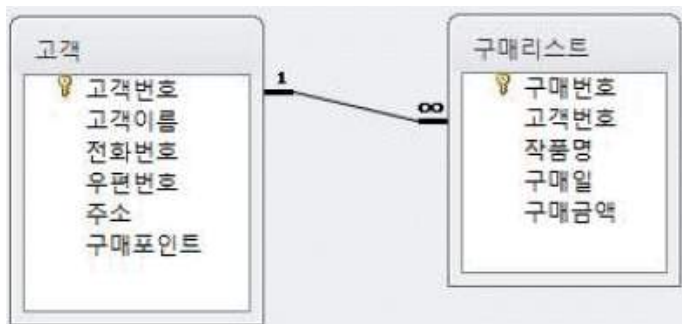 고객
고객번호
고객이름
전화번호
우편번호
주소
구매포인트
1
∞
구매리스트
구매번호
고객번호
작품명
구매일
구매금액